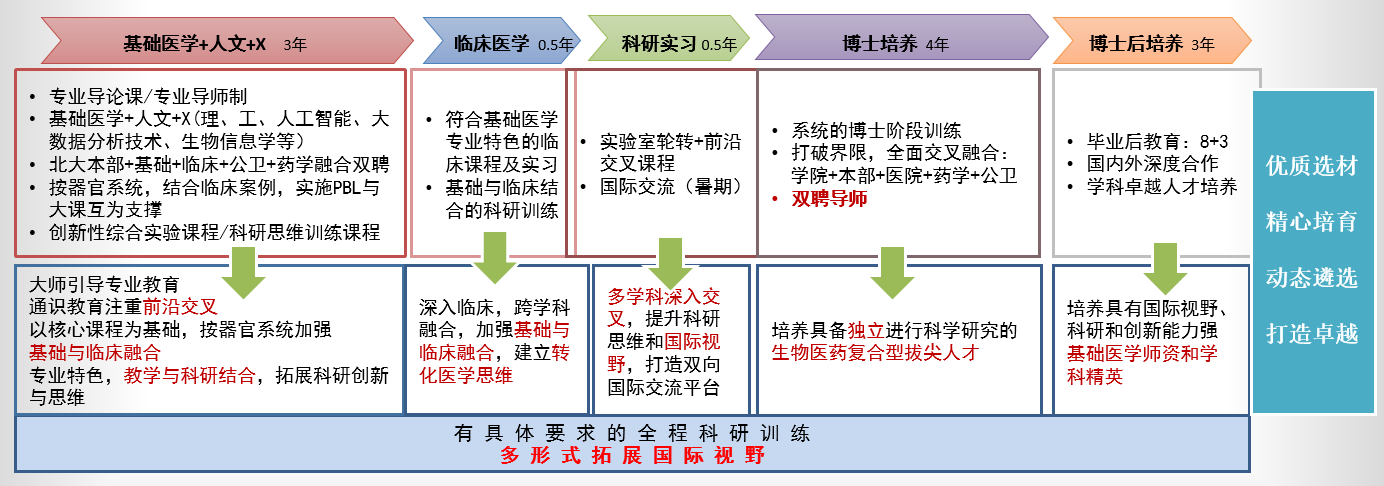 基础医学+人文+X 3年
临床医学 0.5年
科研实习 0.5年
博士培养 4年
博士后培养 3年
• 专业导论课/专业导师制
• 基础医学+人文+X(理、工、人工智能、大
数据分析技术、生物信息学等）
• 北大本部+基础+临床+公卫+药学融合双聘
• 按器官系统，结合临床案例，实施PBL与
大课互为支撑
• 创新性综合实验课程/科研思维训练课程
• 符合基础医学
专业特色的临
床课程及实习
• 基础与临床结
合的科研训练
• 实验室轮转+前沿
交叉课程
• 国际交流（暑期）
• 系统的博士阶段训练
• 打破界限，全面交叉融合：
学院+本部+医院+药学+公卫
• 双聘导师
• 毕业后教育：8+3
• 国内外深度合作
• 学科卓越人才培养
大师引导专业教育
通识教育注重前沿交叉
以核心课程为基础，按器官系统加强
基础与临床融合
专业特色，教学与科研结合，拓展科研创新
与思维
深入临床，跨学科
融合，加强基础与
临床融合，建立转
化医学思维
多学科深入交
叉，提升科研
思维和国际视
野，打造双向
国际交流平台
培养具备独立进行科学研究的
生物医药复合型拔尖人才
培养具有国际视野、
科研和创新能力强
基础医学师资和学
科精英
优质选材
精心培育
动态遴选
打造卓越
有具体要求的全程科研训练
多形式拓展国际视野